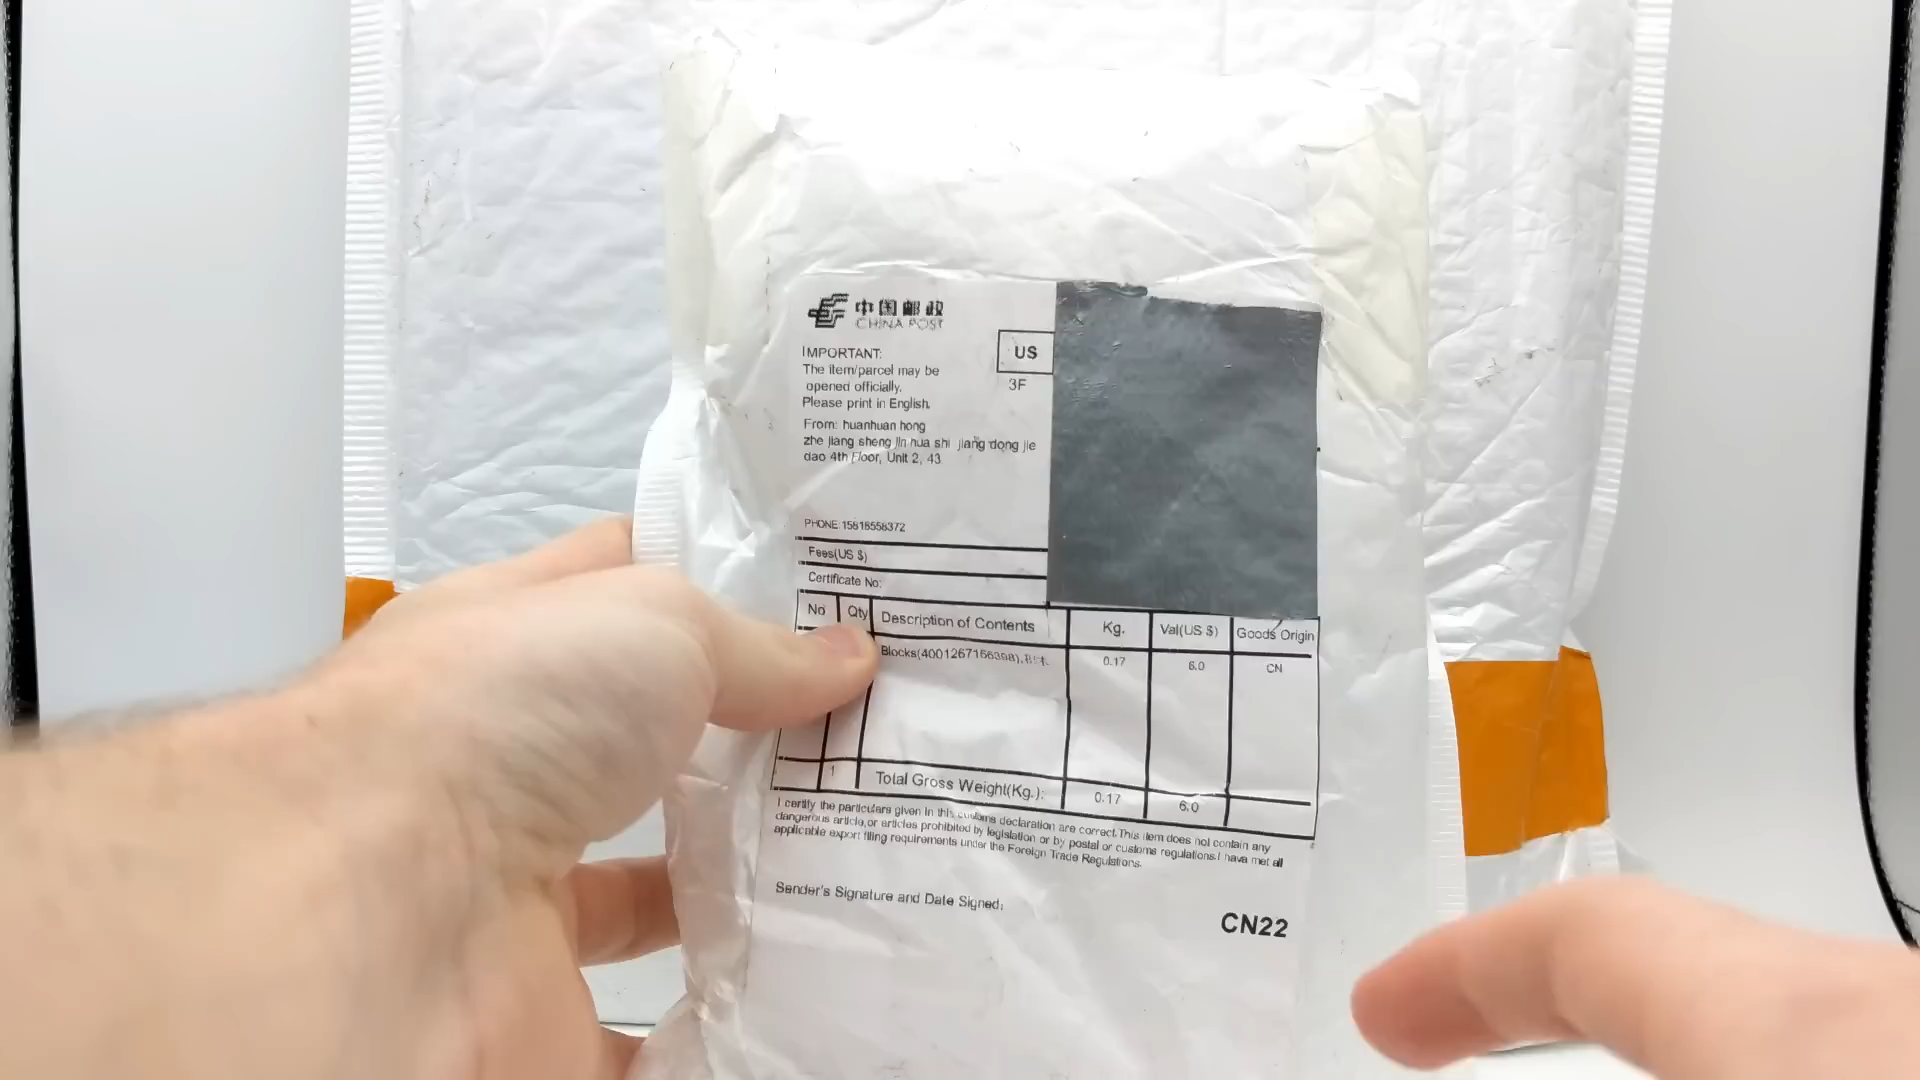 中国邮政
CHINA POST
IMPORTANT:
The item/parcel may be
opened officially.
Please print in English.
US
3F
From: huanhuan hong
zhe jiang sheng jin hua shi jiang dong jie
dao 4th Floor, Unit 2, 43
PHONE:15818558372
Fees(US $)
Certificate No:
No Qty Description of Contents Kg. Val(US $) Goods Origin
Blocks(4001267156398), 0.17 6.0 CN
1 Total Gross Weight(Kg.): 0.17 6.0
I certify the particulars given in this customs declaration are correct.This item does not contain any
dangerous article,or articles prohibited by legislation or by postal or customs regulations.I have met all
applicable export filing requirements under the Foreign Trade Regulations.
Sender's Signature and Date Signed:
CN22